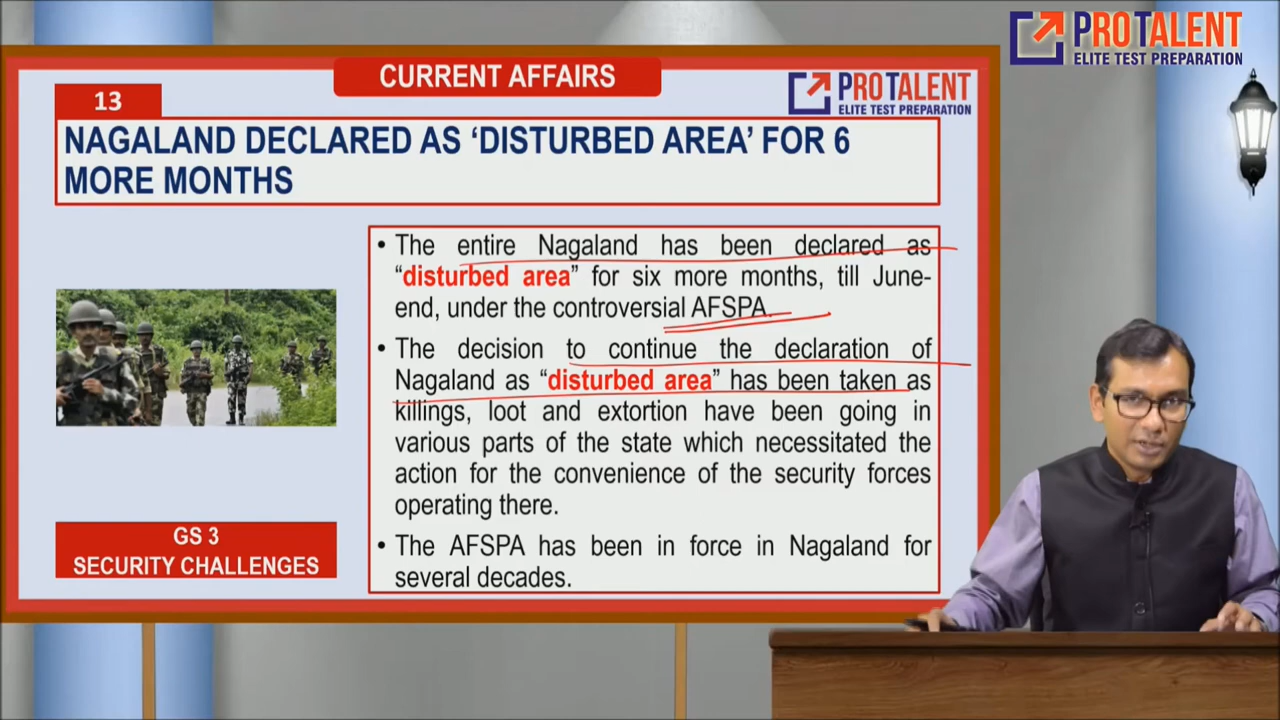 PROTALENT
ELITE TEST PREPARATION
CURRENT AFFAIRS
PROTALENT
ELITE TEST PREPARATION
13
NAGALAND DECLARED AS ‘DISTURBED AREA’ FOR 6
MORE MONTHS
• The entire Nagaland has been declared as
“disturbed area” for six more months, till June-
end, under the controversial AFSPA.
• The decision to continue the declaration of
Nagaland as “disturbed area” has been taken as
killings, loot and extortion have been going in
various parts of the state which necessitated the
action for the convenience of the security forces
operating there.
• The AFSPA has been in force in Nagaland for
several decades.
GS 3
SECURITY CHALLENGES